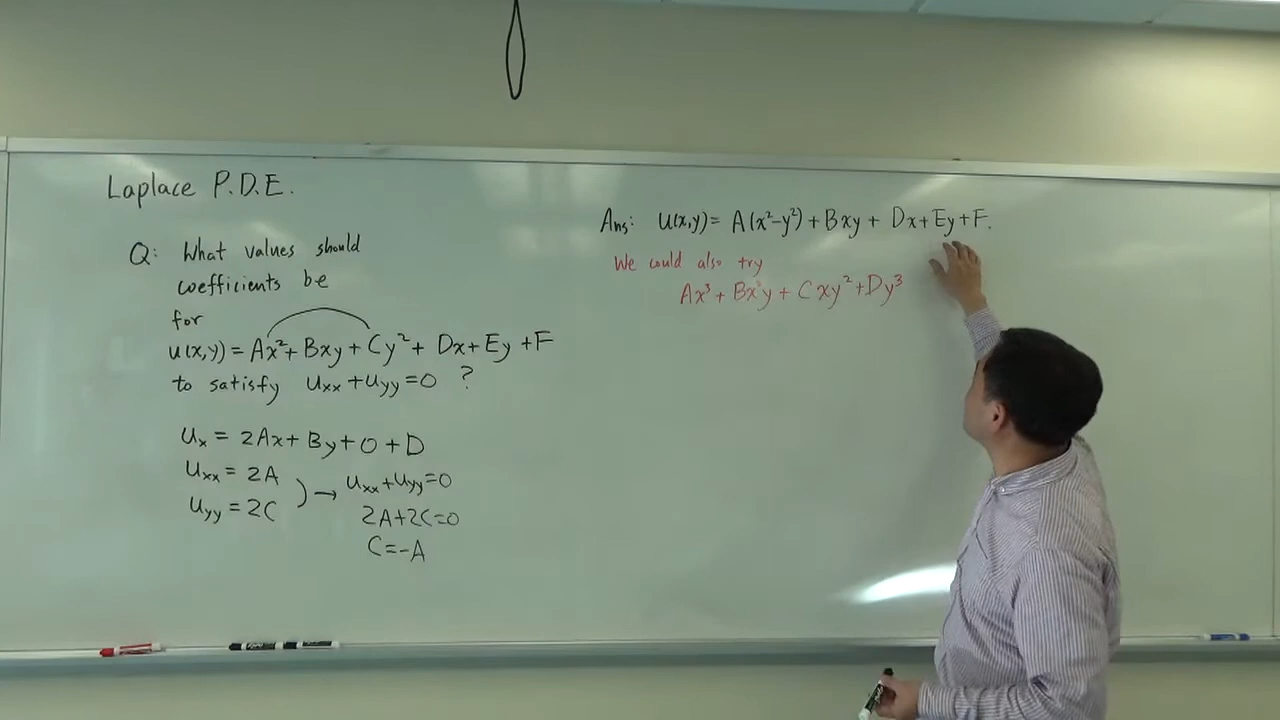 Laplace P.D.E.
Q: What values should
coefficients be
for
u(x,y) = Ax²+ Bxy + Cy² + Dx + Ey + F
to satisfy uxx + uyy = 0 ?
ux = 2Ax + By + 0 + D
uxx = 2A
uyy = 2C
) → uxx + uyy = 0
2A + 2C = 0
C = -A
Ans: u(x,y) = A(x²-y²) + Bxy + Dx + Ey + F.
We could also try
Ax³ + Bx²y + Cxy² + Dy³